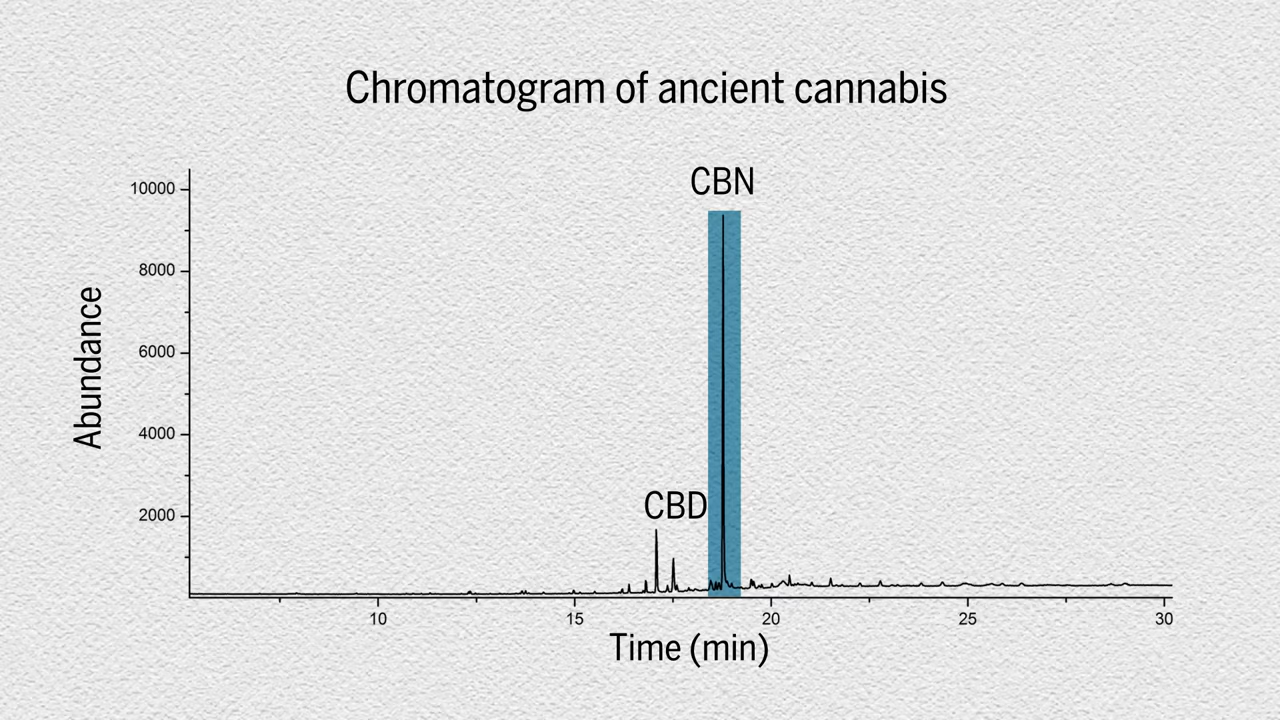 Chromatogram of ancient cannabis
CBN
10000
8000
6000
4000
2000
Abundance
CBD
10
15
20
25
30
Time (min)